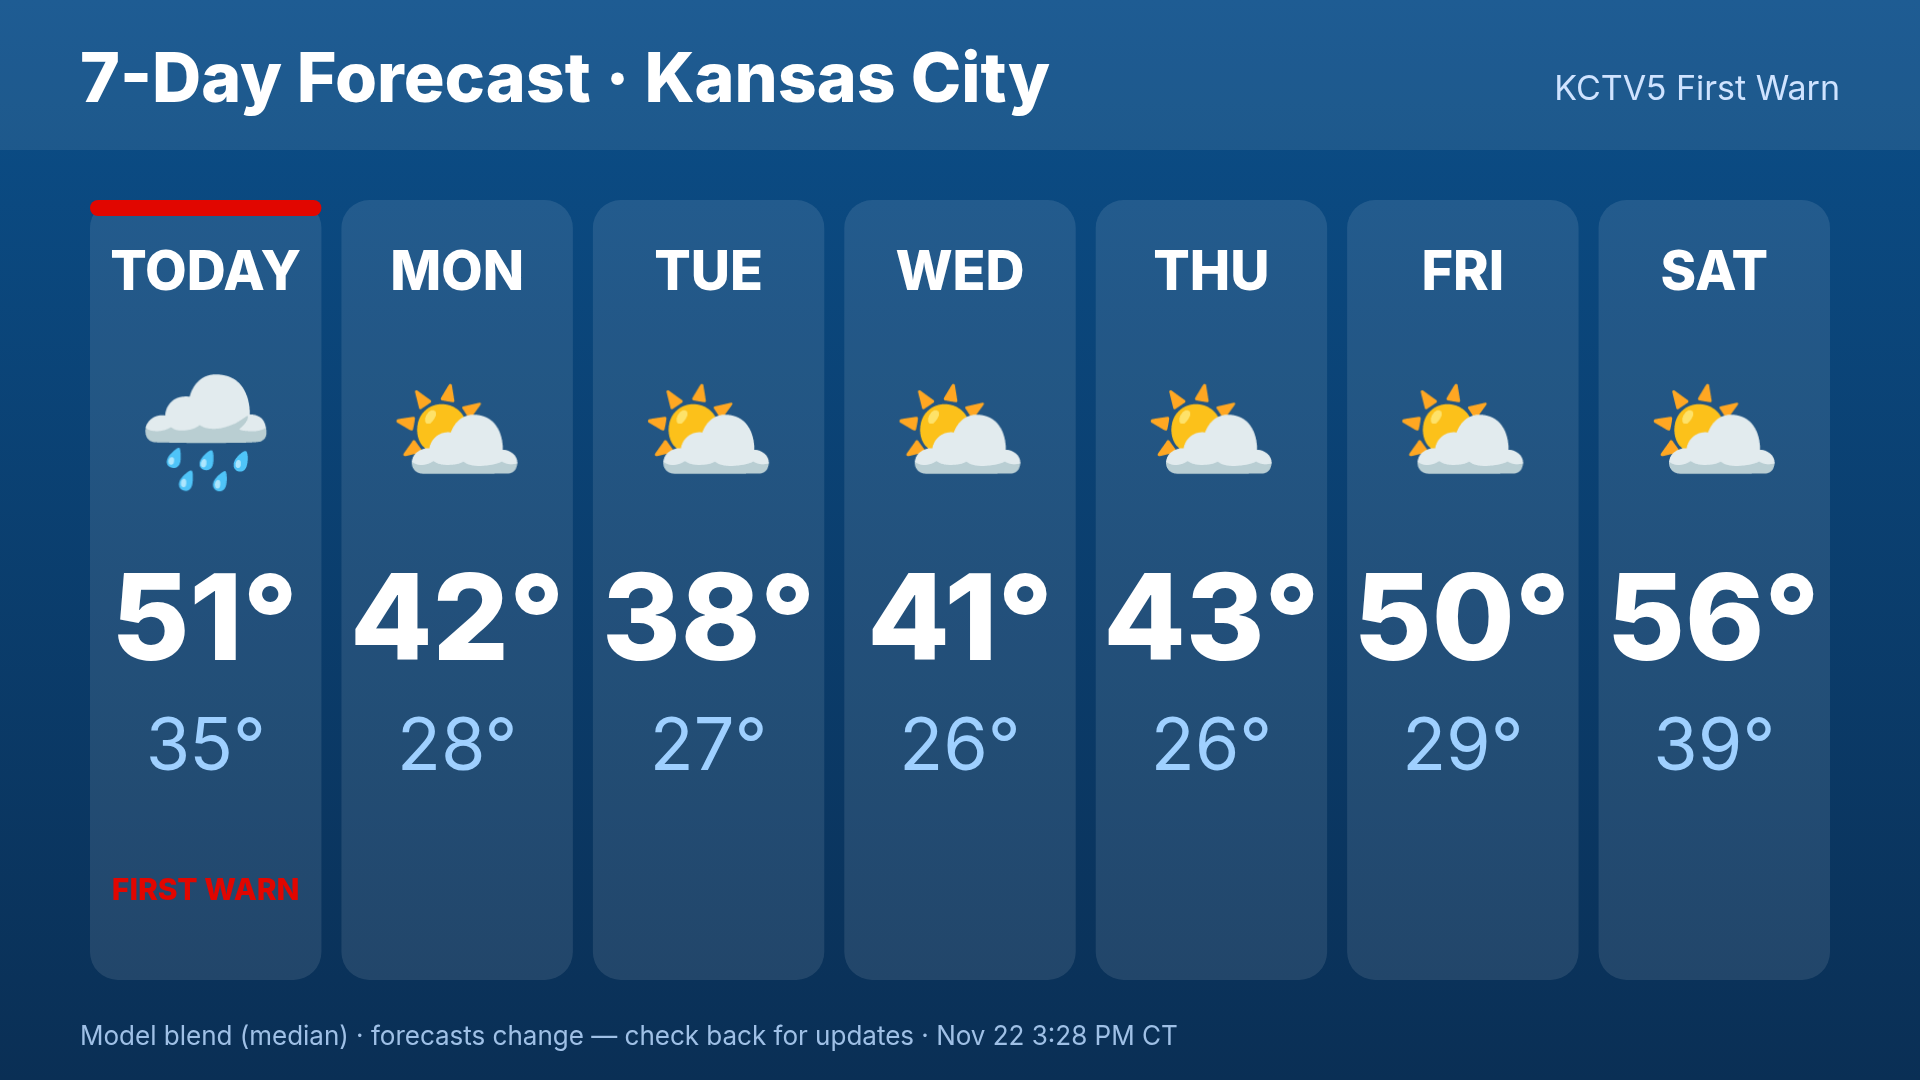 7-Day Forecast · Kansas City
KCTV5 First Warn
TODAY
51°
35°
FIRST WARN
MON
42°
28°
TUE
38°
27°
WED
41°
26°
THU
43°
26°
FRI
50°
29°
SAT
56°
39°
Model blend (median) · forecasts change — check back for updates · Nov 22 3:28 PM CT